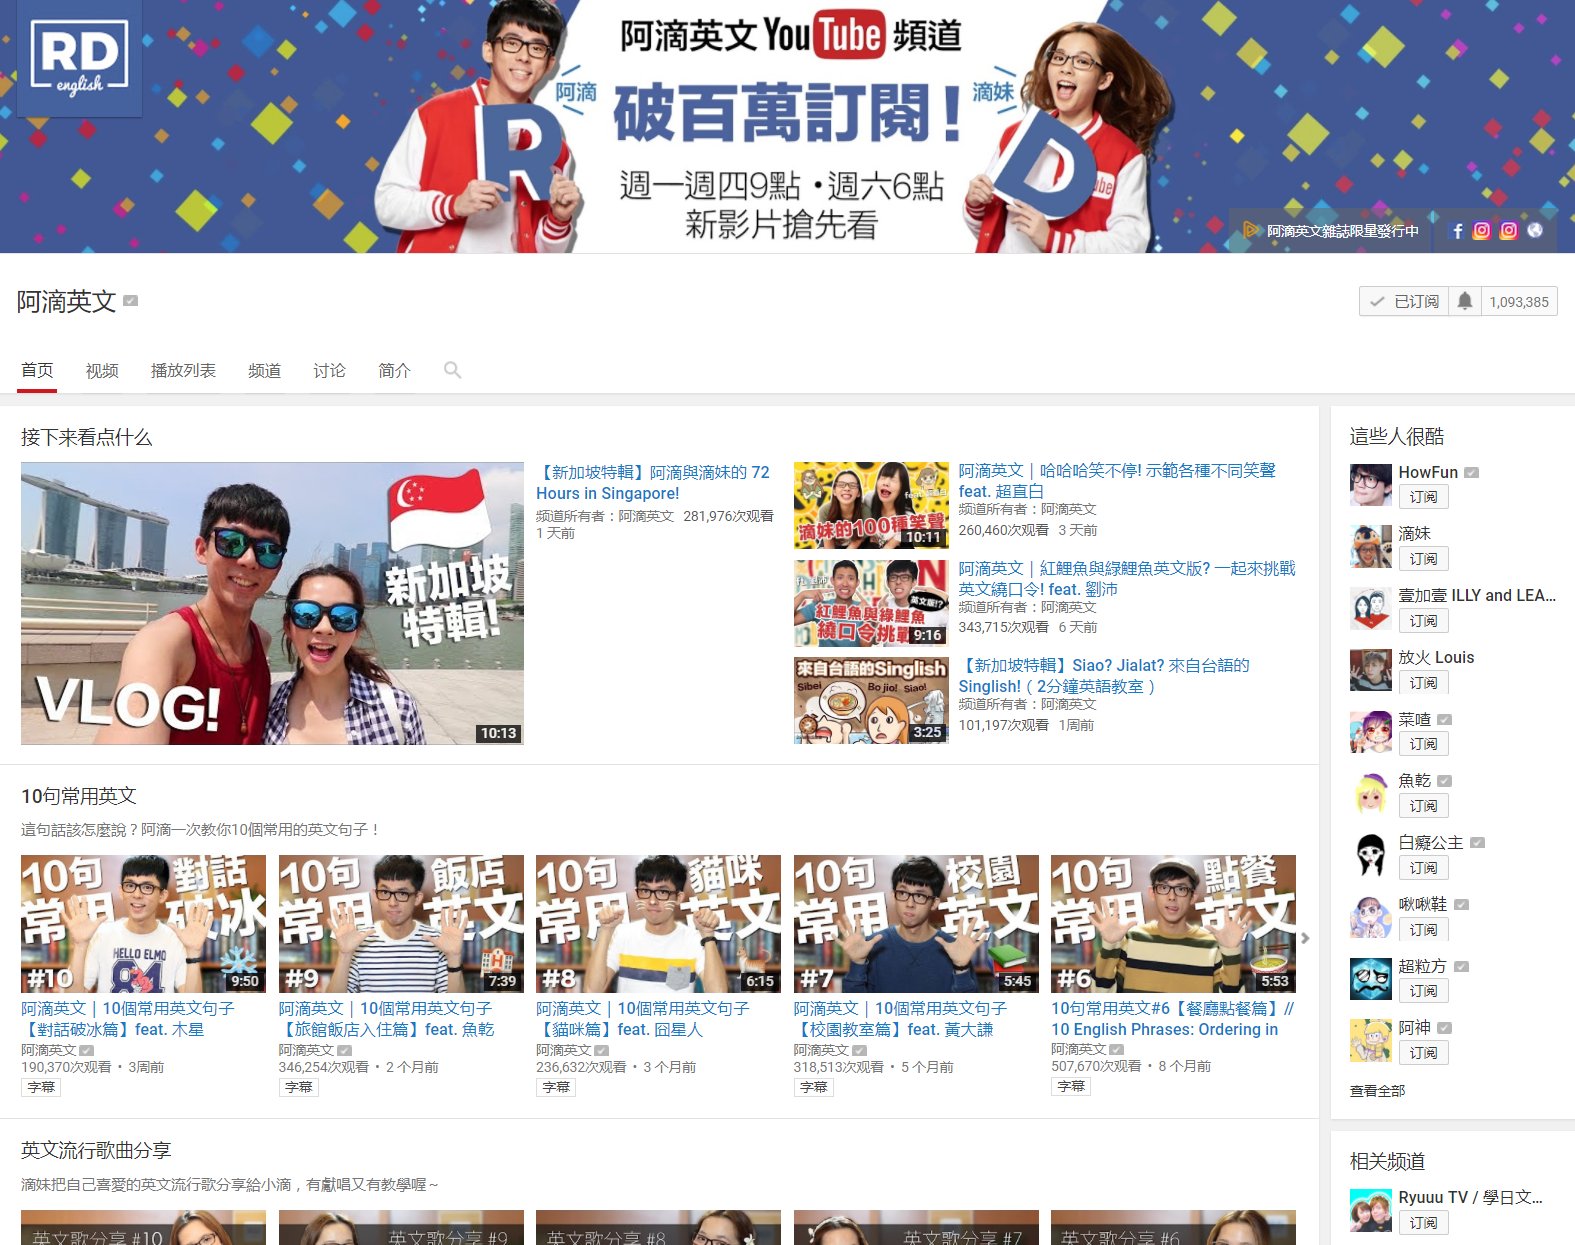 RD
english
阿滴英文 YouTube 頻道
阿滴
破百萬訂閱！
滴妹
R
D
ube
週一週四9點・週六6點
新影片搶先看
阿滴英文雜誌限量發行中
阿滴英文
已订阅
1,093,385
首页
视频
播放列表
频道
讨论
简介
接下来看点什么
新加坡
特輯!
VLOG!
10:13
【新加坡特輯】阿滴與滴妹的 72
Hours in Singapore!
频道所有者：阿滴英文 281,976次观看
1 天前
滴妹的100種笑聲
10:11
阿滴英文｜哈哈哈笑不停! 示範各種不同笑聲
feat. 超直白
频道所有者：阿滴英文
260,460次观看 3 天前
英文版!?
紅鯉魚與綠鯉魚
繞口令挑戰
9:16
阿滴英文｜紅鯉魚與綠鯉魚英文版? 一起來挑戰
英文繞口令! feat. 劉沛
频道所有者：阿滴英文
343,715次观看 6 天前
來自台語的Singlish
Sibei
Bo jio!
Siao!
3:25
【新加坡特輯】Siao? Jialat? 來自台語的
Singlish!（2分鐘英語教室）
频道所有者：阿滴英文
101,197次观看 1周前
10句常用英文
這句話該怎麼說？阿滴一次教你10個常用的英文句子！
10句 對話
常用 破冰
HELLO ELMO
84
#10
9:50
阿滴英文｜10個常用英文句子
【對話破冰篇】feat. 木星
阿滴英文
190,370次观看 • 3周前
字幕
10句 飯店
常用 英文
#9
7:39
阿滴英文｜10個常用英文句子
【旅館飯店入住篇】feat. 魚乾
阿滴英文
346,254次观看 • 2 个月前
字幕
10句 貓咪
常用 英文
#8
6:15
阿滴英文｜10個常用英文句子
【貓咪篇】feat. 囧星人
阿滴英文
236,632次观看 • 3 个月前
字幕
10句 校園
常用 英文
#7
5:45
阿滴英文｜10個常用英文句子
【校園教室篇】feat. 黃大謙
阿滴英文
318,513次观看 • 5 个月前
字幕
10句 點餐
常用 英文
#6
5:53
10句常用英文#6【餐廳點餐篇】//
10 English Phrases: Ordering in
阿滴英文
507,670次观看 • 8 个月前
字幕
英文流行歌曲分享
滴妹把自己喜愛的英文流行歌分享給小滴，有獻唱又有教學喔～
英文歌分享 #10
英文歌分享 #9
英文歌分享 #8
英文歌分享 #7
英文歌分享 #6
這些人很酷
HowFun
订阅
滴妹
订阅
壹加壹 ILLY and LEA...
订阅
放火 Louis
订阅
菜喳
订阅
魚乾
订阅
白癡公主
订阅
啾啾鞋
订阅
超粒方
订阅
阿神
订阅
查看全部
相关频道
Ryuuu TV / 學日文...
订阅